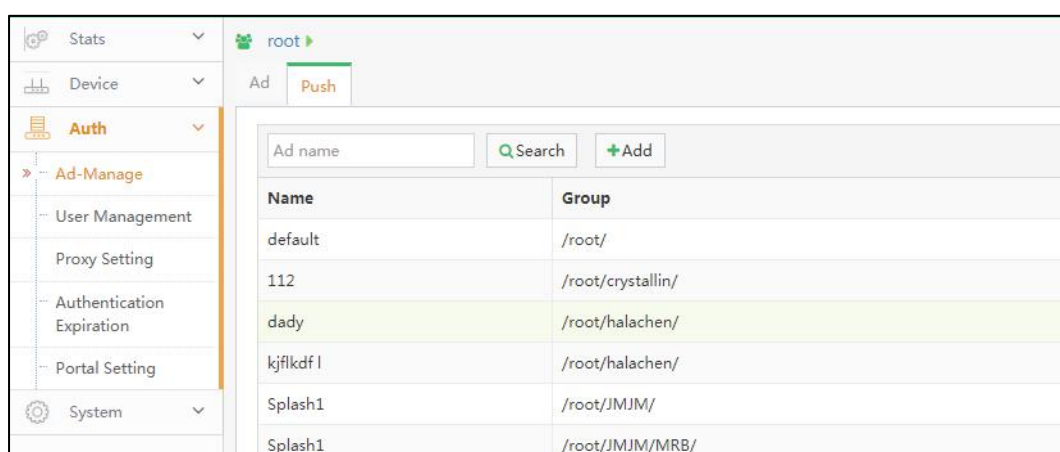 Stats
Device
Auth
Ad-Manage
User Management
Proxy Setting
Authentication
Expiration
Portal Setting
System
root
Ad Push
Ad name Search +Add
Name Group
default /root/
112 /root/crystallin/
dady /root/halachen/
kjflkdf l /root/halachen/
Splash1 /root/JMJM/
Splash1 /root/JMJM/MRB/